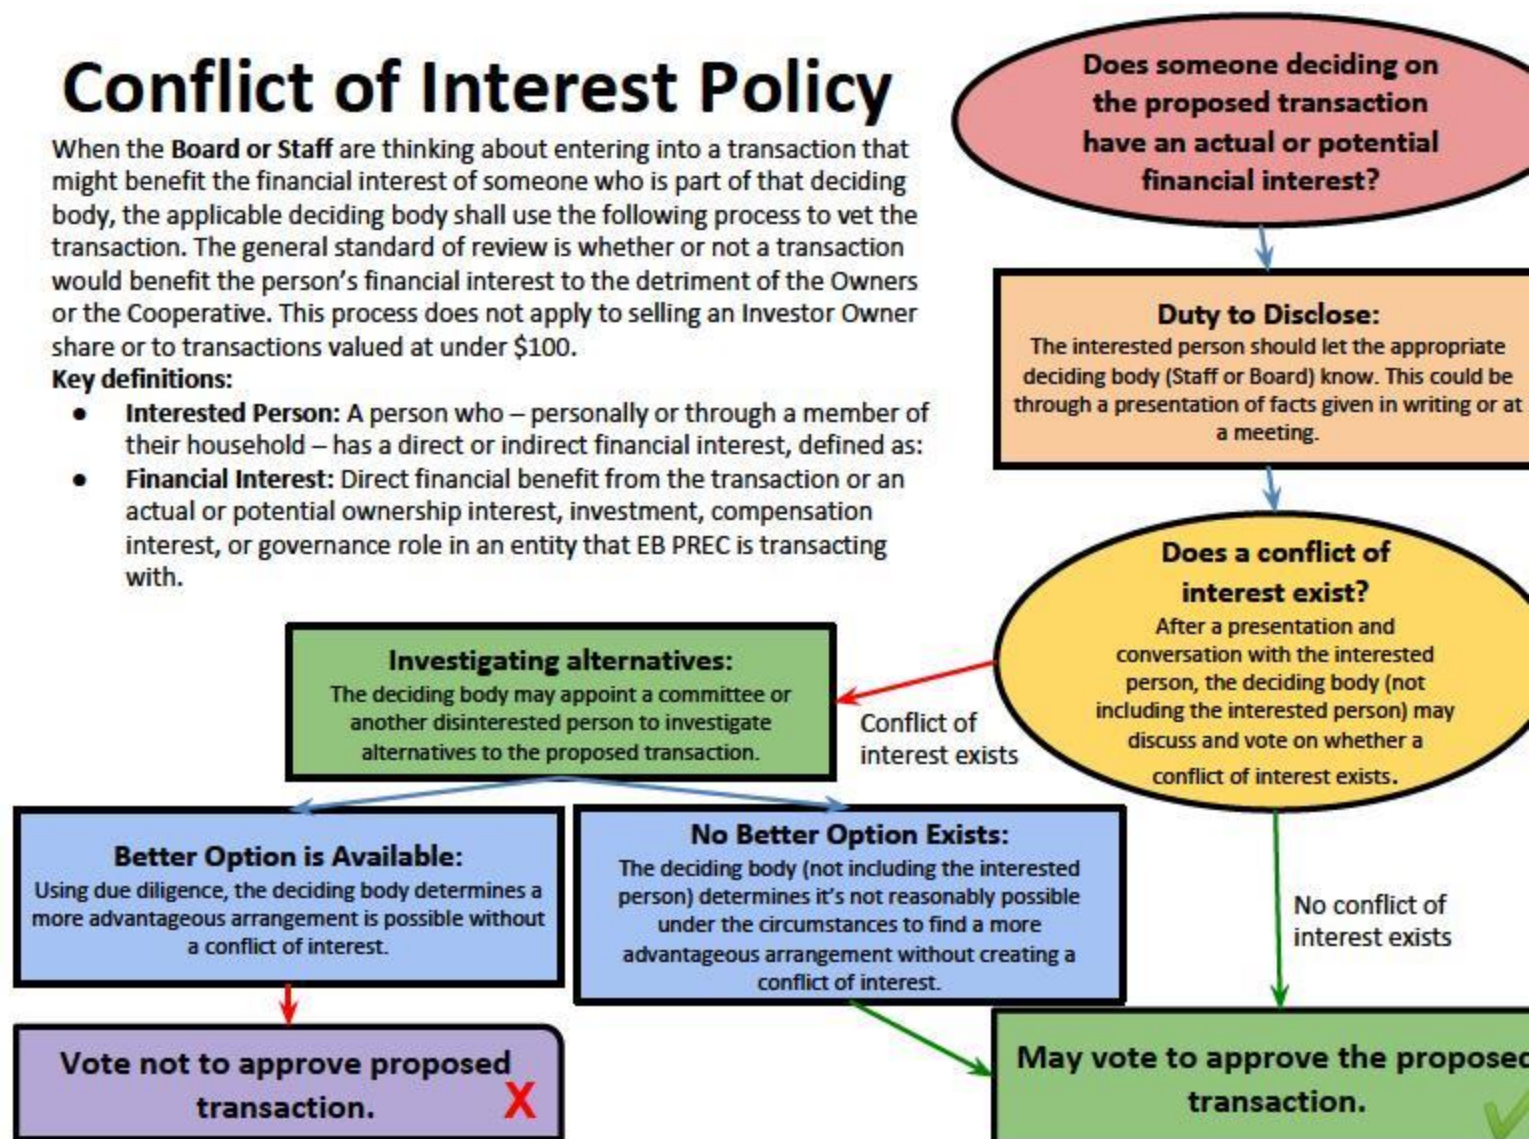 Conflict of Interest Policy
When the Board or Staff are thinking about entering into a transaction that
might benefit the financial interest of someone who is part of that deciding
body, the applicable deciding body shall use the following process to vet the
transaction. The general standard of review is whether or not a transaction
would benefit the person's financial interest to the detriment of the Owners
or the Cooperative. This process does not apply to selling an Investor Owner
share or to transactions valued at under $100.
Key definitions:
● Interested Person: A person who – personally or through a member of
their household – has a direct or indirect financial interest, defined as:
● Financial Interest: Direct financial benefit from the transaction or an
actual or potential ownership interest, investment, compensation
interest, or governance role in an entity that EB PREC is transacting
with.
Does someone deciding on
the proposed transaction
have an actual or potential
financial interest?
Duty to Disclose:
The interested person should let the appropriate
deciding body (Staff or Board) know. This could be
through a presentation of facts given in writing or at
a meeting.
Does a conflict of
interest exist?
After a presentation and
conversation with the interested
person, the deciding body (not
including the interested person) may
discuss and vote on whether a
conflict of interest exists.
Conflict of
interest exists
No conflict of
interest exists
Investigating alternatives:
The deciding body may appoint a committee or
another disinterested person to investigate
alternatives to the proposed transaction.
Better Option is Available:
Using due diligence, the deciding body determines a
more advantageous arrangement is possible without
a conflict of interest.
No Better Option Exists:
The deciding body (not including the interested
person) determines it's not reasonably possible
under the circumstances to find a more
advantageous arrangement without creating a
conflict of interest.
Vote not to approve proposed
transaction. X
May vote to approve the proposed
transaction.